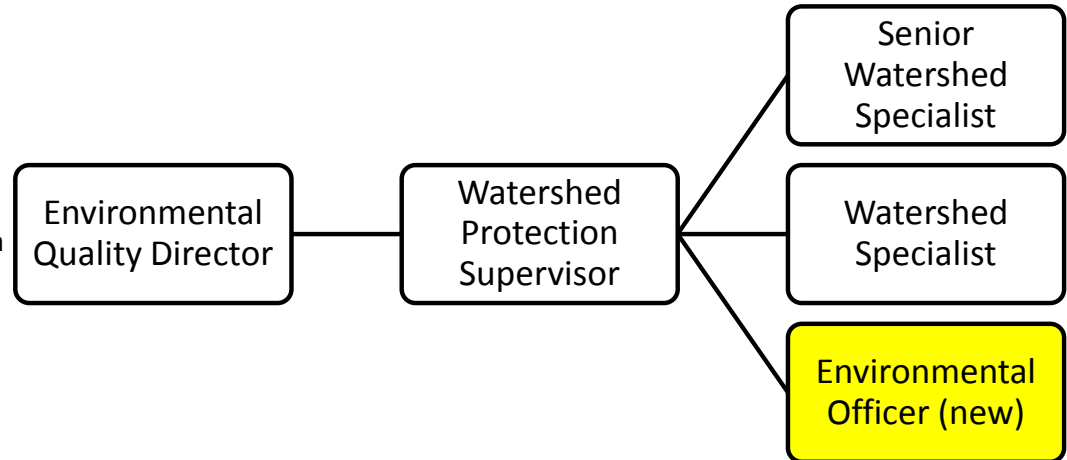 Environmental
Quality Director
Watershed
Protection
Supervisor
Senior
Watershed
Specialist
Watershed
Specialist
Environmental
Officer (new)